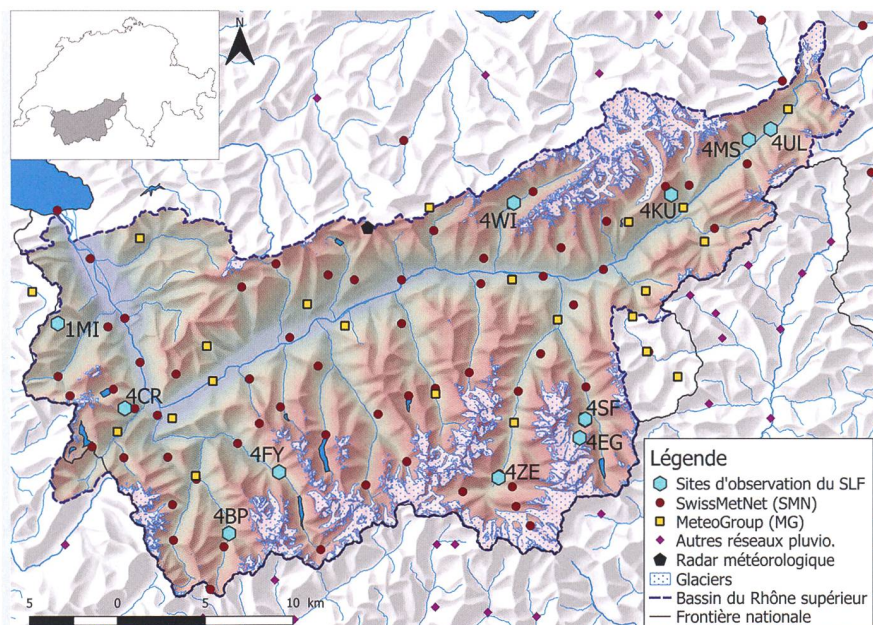 N
4MS
4UL
4WI
4KU
1MI
4CR
4SF
4FY
4EG
4ZE
4BP
Légende
Sites d'observation du SLF
SwissMetNet (SMN)
MeteoGroup (MG)
Autres réseaux pluvio.
Radar météorologique
Glaciers
Bassin du Rhône supérieur
Frontière nationale
5 0 5 10 km